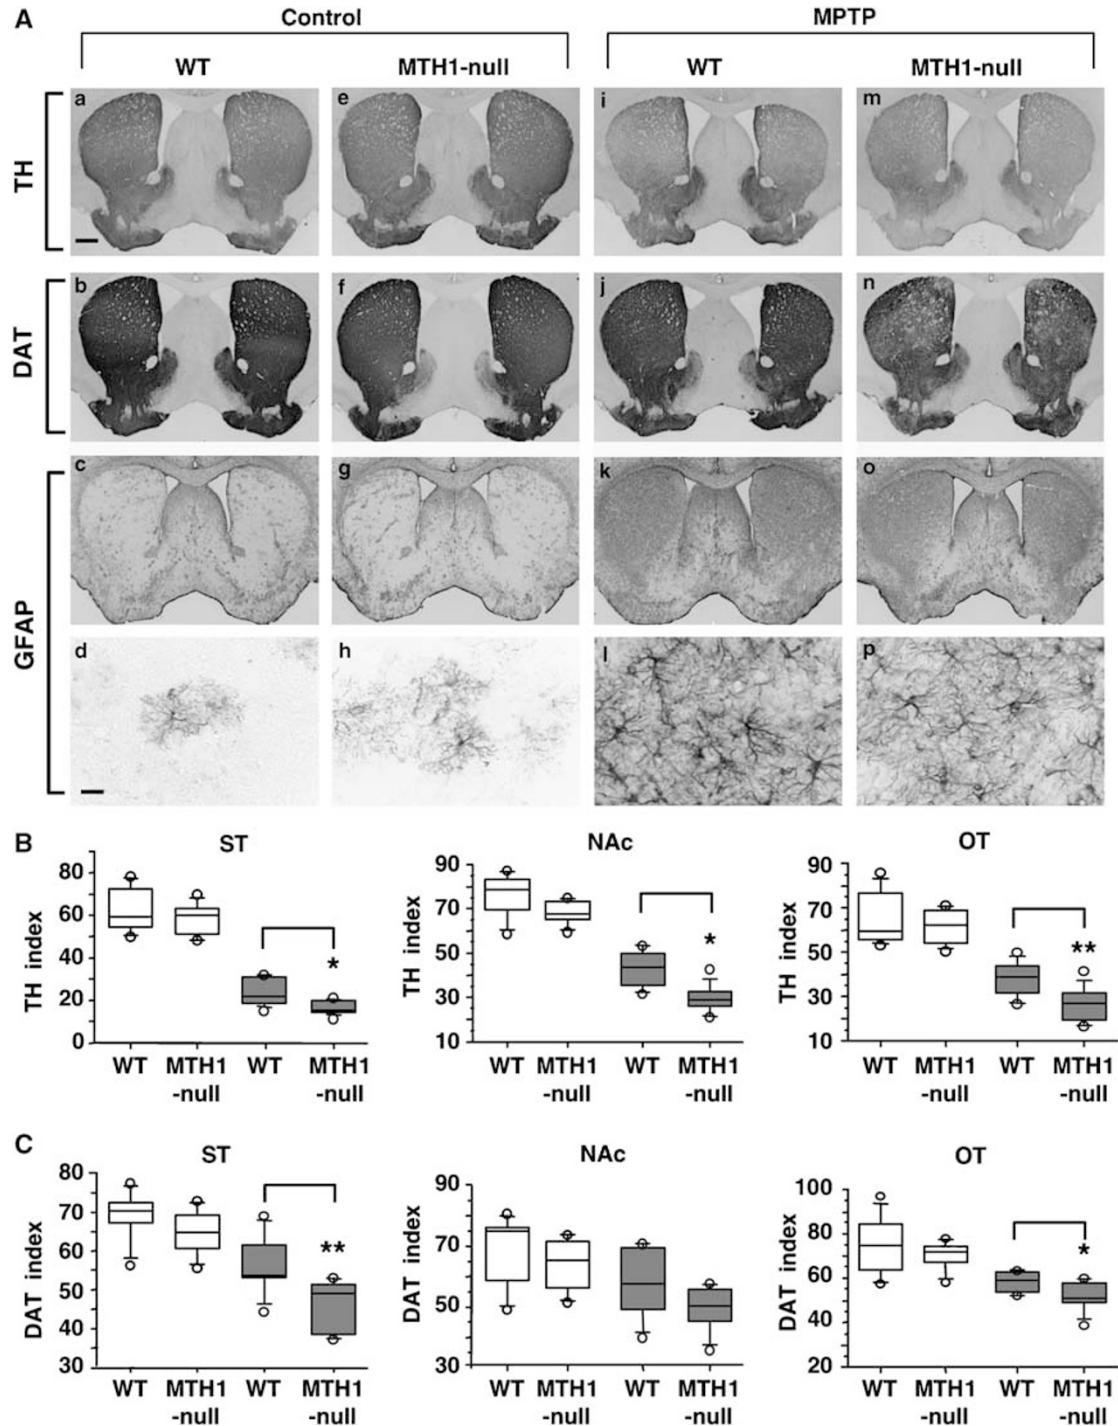 A
Control
MPTP
WT
MTH1-null
WT
MTH1-null
TH
a
e
i
m
DAT
b
f
j
n
GFAP
c
g
k
o
d
h
l
p
B
ST
NAc
OT
TH index
80
60
40
20
0
*
WT
MTH1
-null
WT
MTH1
-null
TH index
90
70
50
30
10
*
WT
MTH1
-null
WT
MTH1
-null
TH index
90
70
50
30
10
**
WT
MTH1
-null
WT
MTH1
-null
C
ST
NAc
OT
DAT index
80
70
60
50
40
30
**
WT
MTH1
-null
WT
MTH1
-null
DAT index
90
70
50
30
WT
MTH1
-null
WT
MTH1
-null
DAT index
100
80
60
40
20
*
WT
MTH1
-null
WT
MTH1
-null